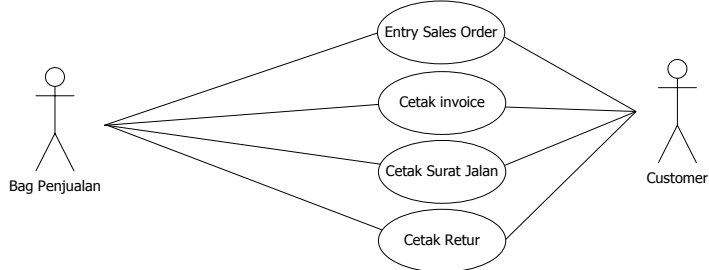 Entry Sales Order
Cetak invoice
Cetak Surat Jalan
Bag Penjualan
Customer
Cetak Retur